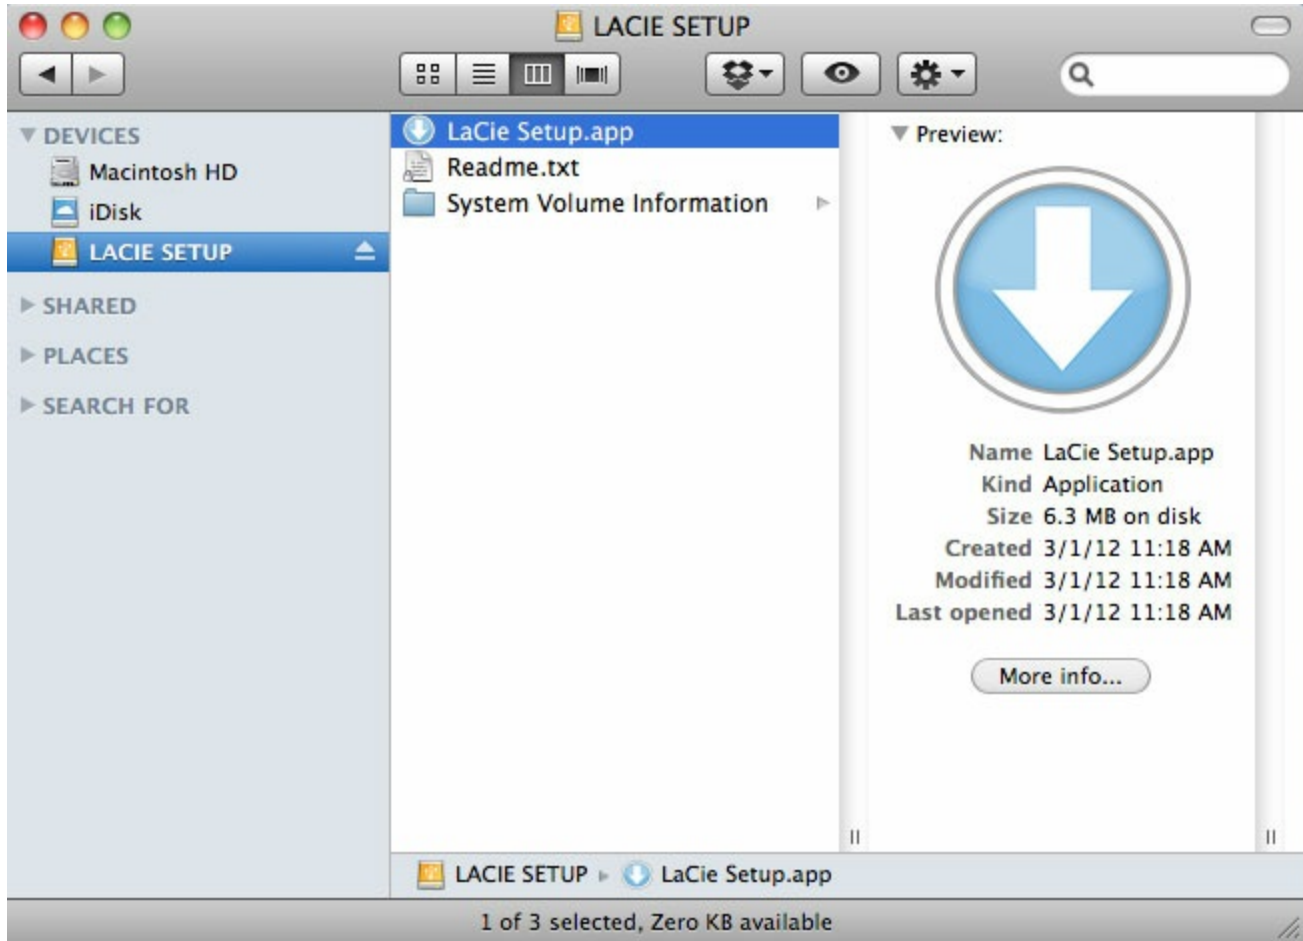 LACIE SETUP
DEVICES
Macintosh HD
iDisk
LACIE SETUP
SHARED
PLACES
SEARCH FOR
LaCie Setup.app
Readme.txt
System Volume Information
Preview:
Name LaCie Setup.app
Kind Application
Size 6.3 MB on disk
Created 3/1/12 11:18 AM
Modified 3/1/12 11:18 AM
Last opened 3/1/12 11:18 AM
More info...
LACIE SETUP LaCie Setup.app
1 of 3 selected, Zero KB available